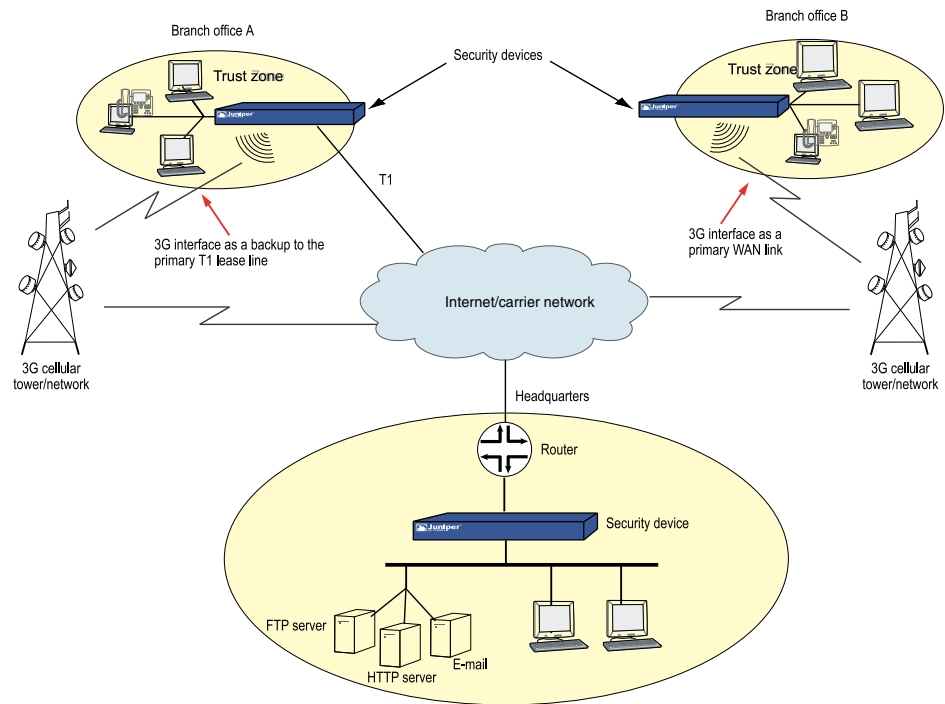 Branch office A
Branch office B
Security devices
Trust zone
Trust zone
Juniper
Juniper
T1
3G interface as a backup to the
primary T1 lease line
3G interface as a
primary WAN link
Internet/carrier network
3G cellular
tower/network
3G cellular
tower/network
Headquarters
Router
Juniper
Security device
FTP server
HTTP server
E-mail